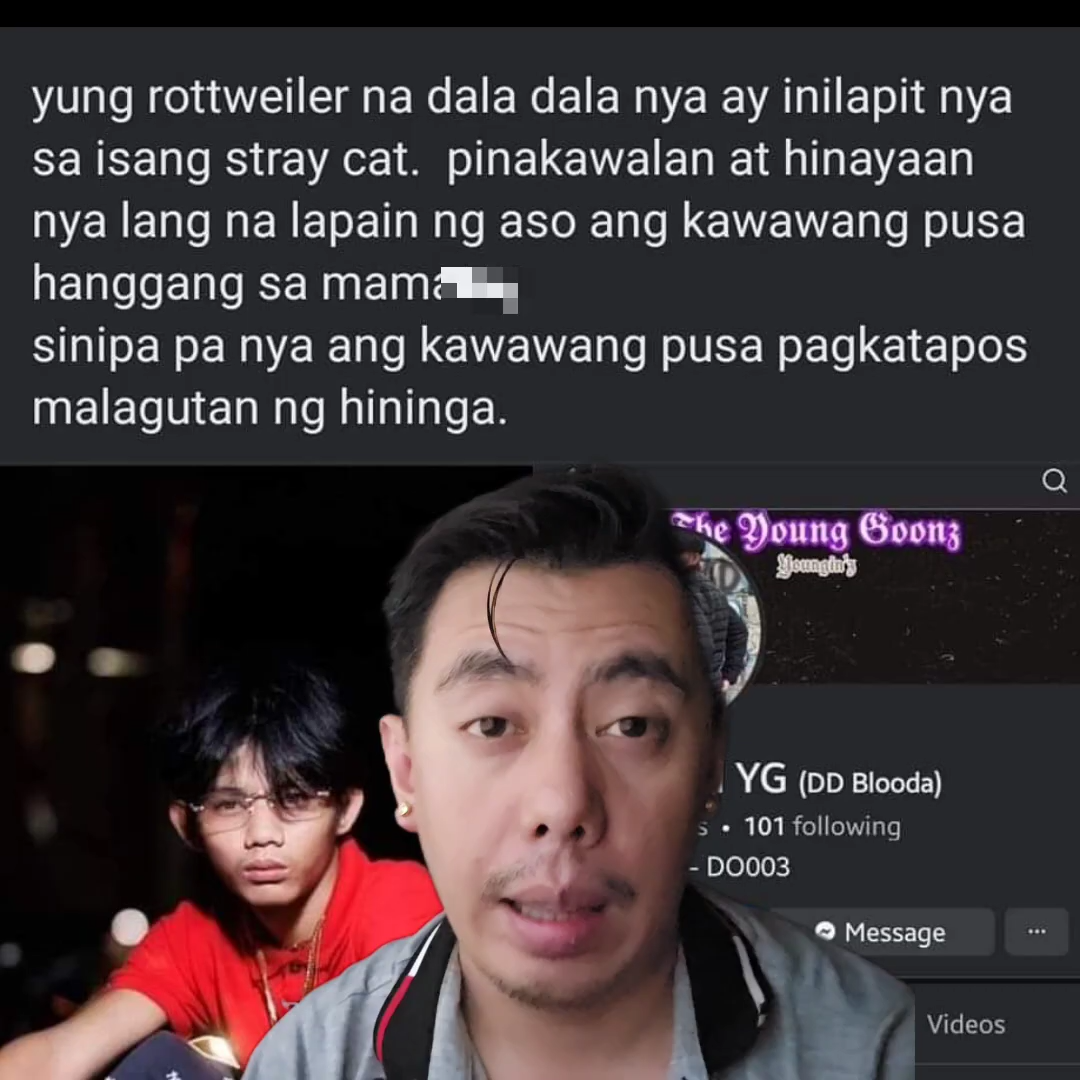 yung rottweiler na dala dala nya ay inilapit nya
sa isang stray cat. pinakawalan at hinayaan
nya lang na lapain ng aso ang kawawang pusa
hanggang sa
sinipa pa nya ang kawawang pusa pagkatapos
malagutan ng hininga.
The Young Goonz
Youngin'z
YG (DD Blooda)
• 101 following
- DO003
Message
Videos